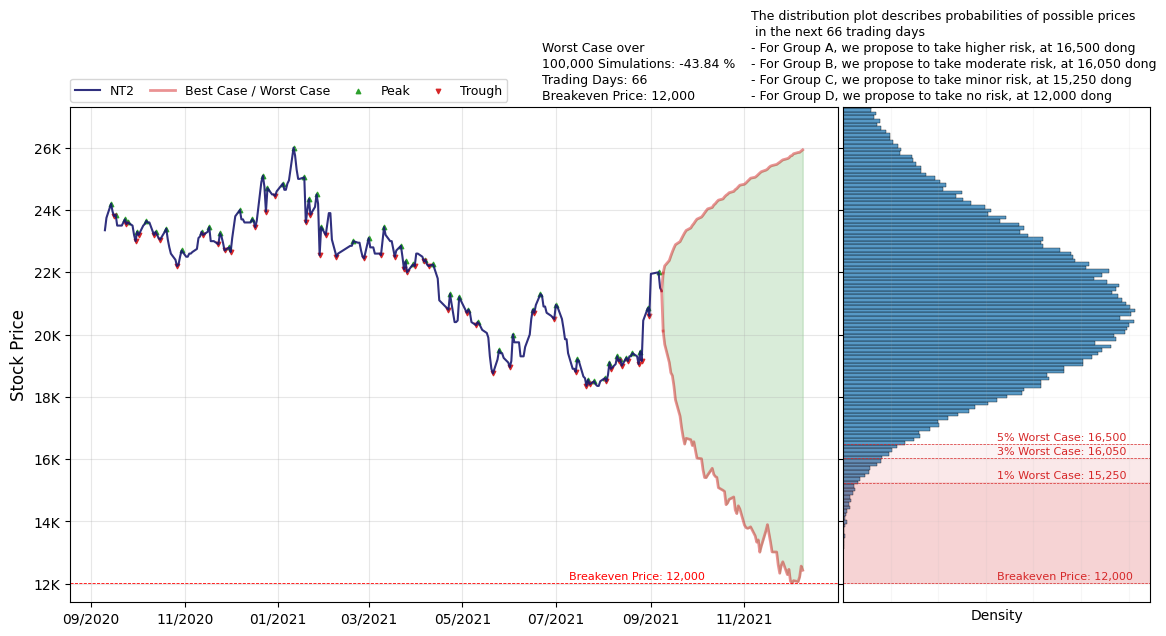 The distribution plot describes probabilities of possible prices
in the next 66 trading days
- For Group A, we propose to take higher risk, at 16,500 dong
- For Group B, we propose to take moderate risk, at 16,050 dong
- For Group C, we propose to take minor risk, at 15,250 dong
- For Group D, we propose to take no risk, at 12,000 dong
Worst Case over
100,000 Simulations: -43.84 %
Trading Days: 66
Breakeven Price: 12,000
NT2
Best Case / Worst Case
Peak
Trough
Stock Price
26K
24K
22K
20K
18K
16K
14K
12K
Breakeven Price: 12,000
09/2020
11/2020
01/2021
03/2021
05/2021
07/2021
09/2021
11/2021
5% Worst Case: 16,500
3% Worst Case: 16,050
1% Worst Case: 15,250
Breakeven Price: 12,000
Density